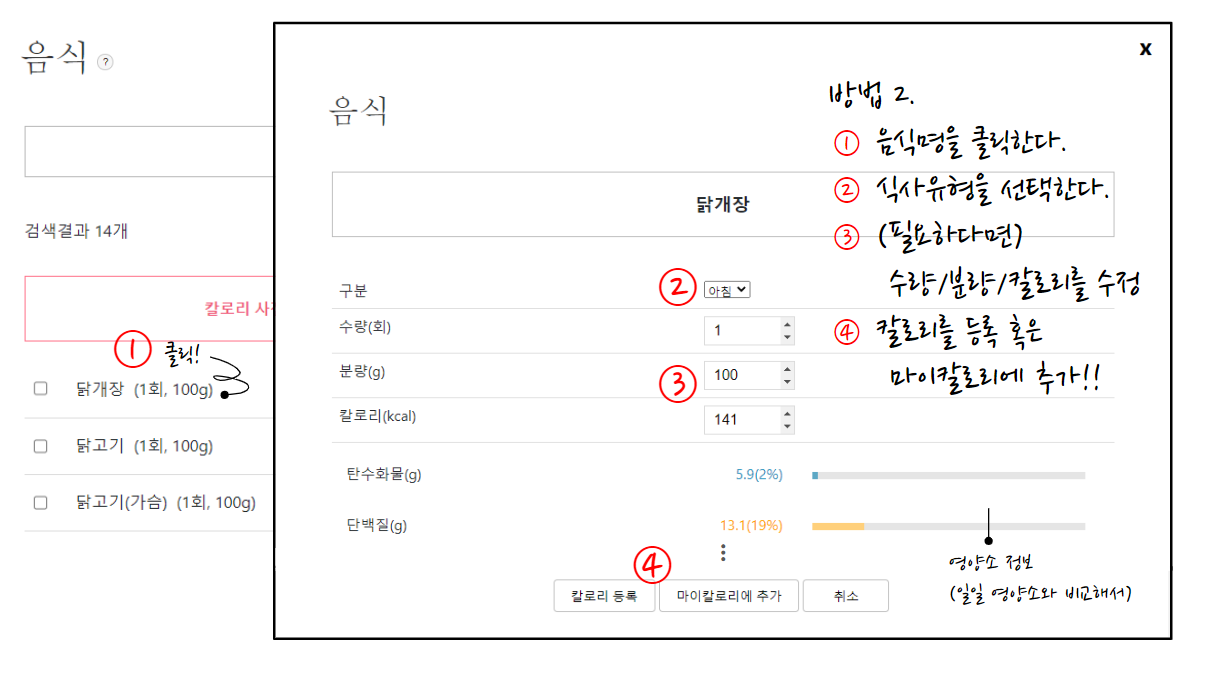 음식 ?
검색결과 14개
칼로리 사
① 클릭!
닭개장 (1회, 100g)
닭고기 (1회, 100g)
닭고기(가슴) (1회, 100g)
x
음식
닭개장
방법 2.
① 음식명을 클릭한다.
② 식사유형을 선택한다.
③ (필요하다면)
수량/분량/칼로리를 수정
④ 칼로리를 등록 혹은
마이칼로리에 추가!!
구분 ② 아침
수량(회) 1
분량(g) ③ 100
칼로리(kcal) 141
탄수화물(g) 5.9(2%)
단백질(g) 13.1(19%)
영양소 정보
(일일 영양소와 비교해서)
④
칼로리 등록 마이칼로리에 추가 취소